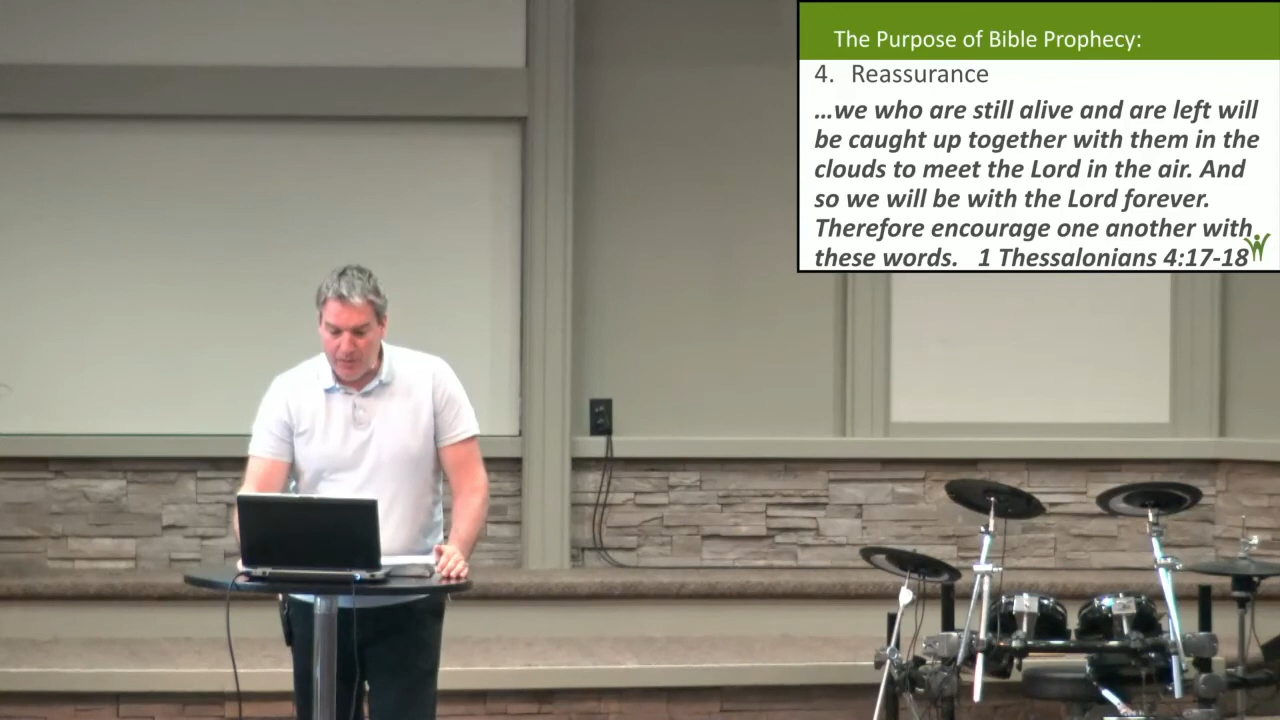 The Purpose of Bible Prophecy:
4. Reassurance
…we who are still alive and are left will
be caught up together with them in the
clouds to meet the Lord in the air. And
so we will be with the Lord forever.
Therefore encourage one another with
these words. 1 Thessalonians 4:17-18